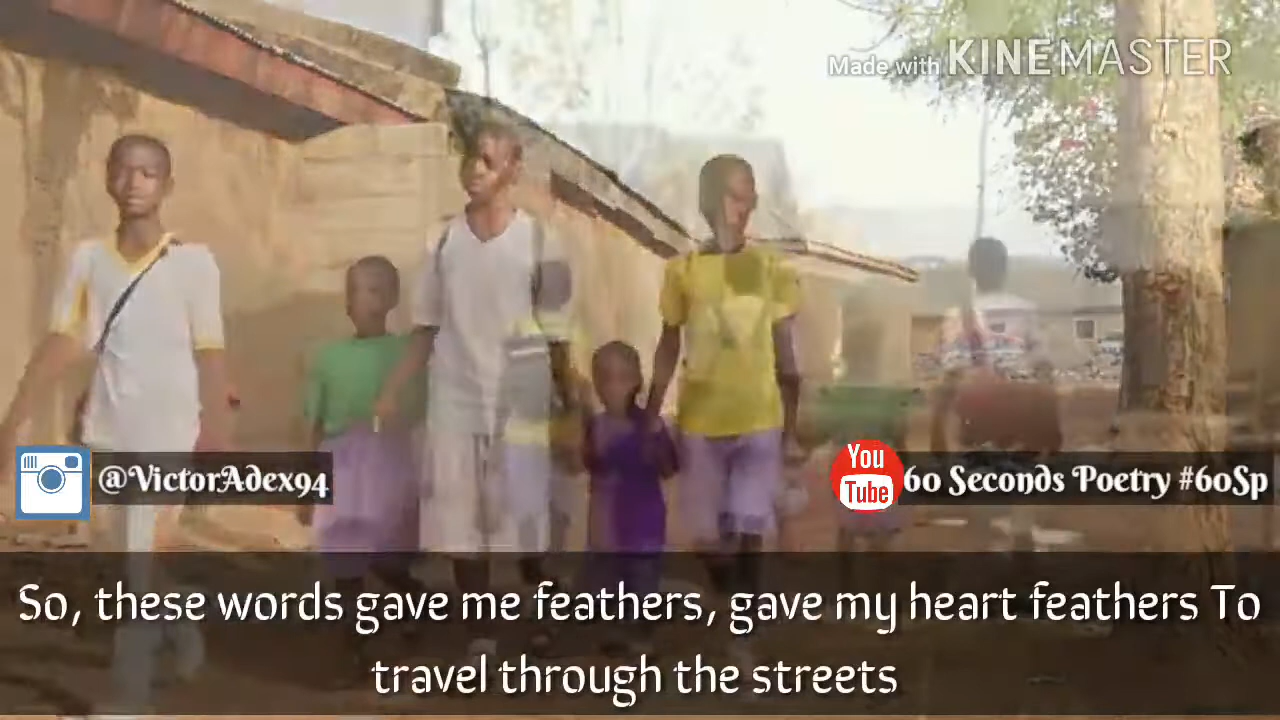 Made with KINEMASTER
You
Tube
@VictorAdex94
60 Seconds Poetry #60Sp
So, these words gave me feathers, gave my heart feathers To
travel through the streets